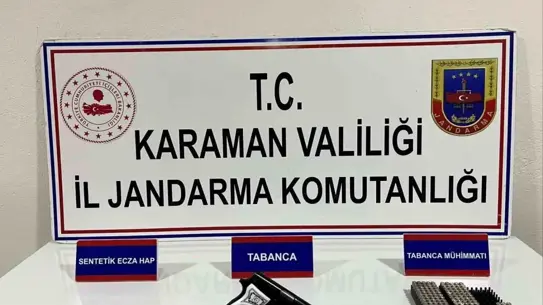 T.C.
KARAMAN VALİLİĞİ
İL JANDARMA KOMUTANLIĞI
JANDARMA
SENTETİK ECZA HAP
TABANCA
TABANCA MÜHİMMATI